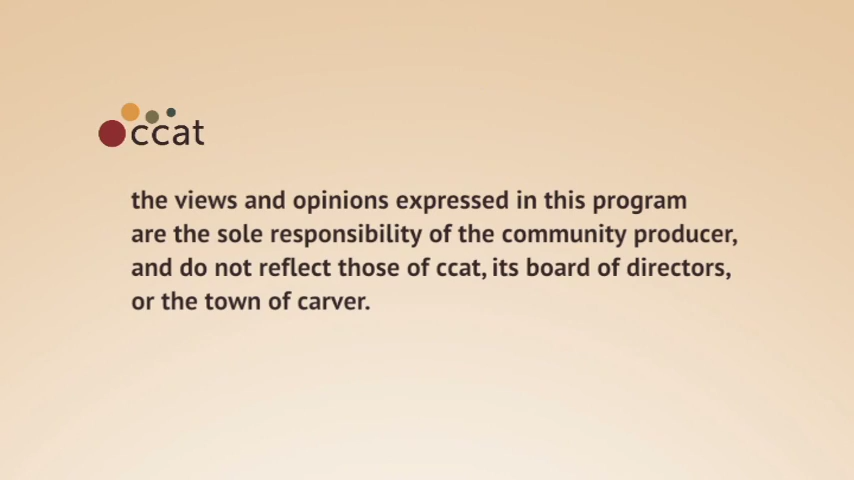 ccat
the views and opinions expressed in this program
are the sole responsibility of the community producer,
and do not reflect those of ccat, its board of directors,
or the town of carver.